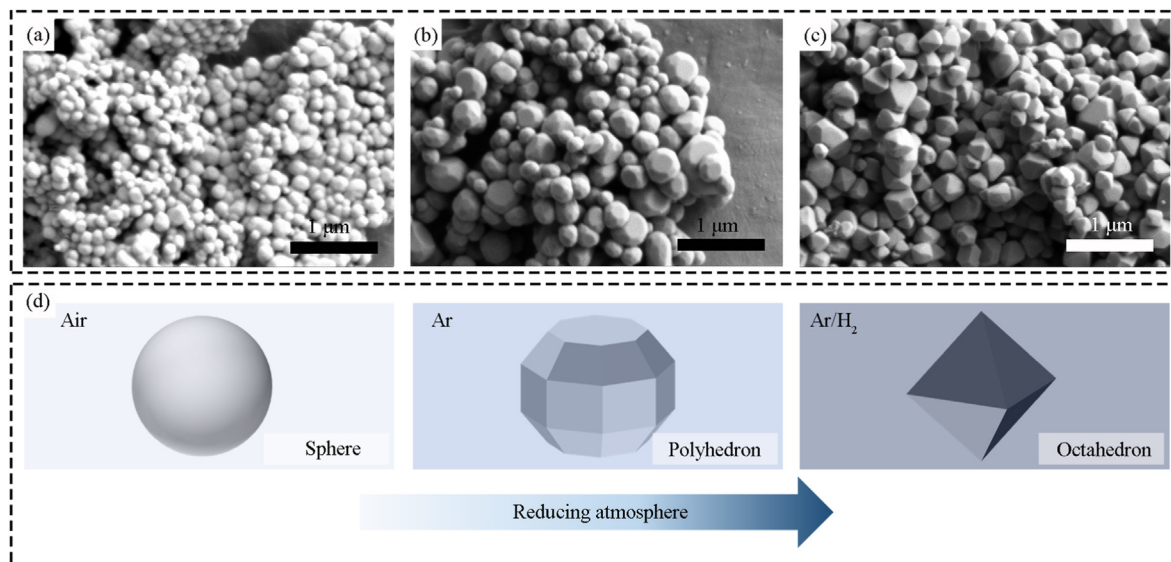 (a)
1 μm
(b)
1 μm
(c)
1 μm
(d)
Air
Sphere
Ar
Polyhedron
Ar/H₂
Octahedron
Reducing atmosphere